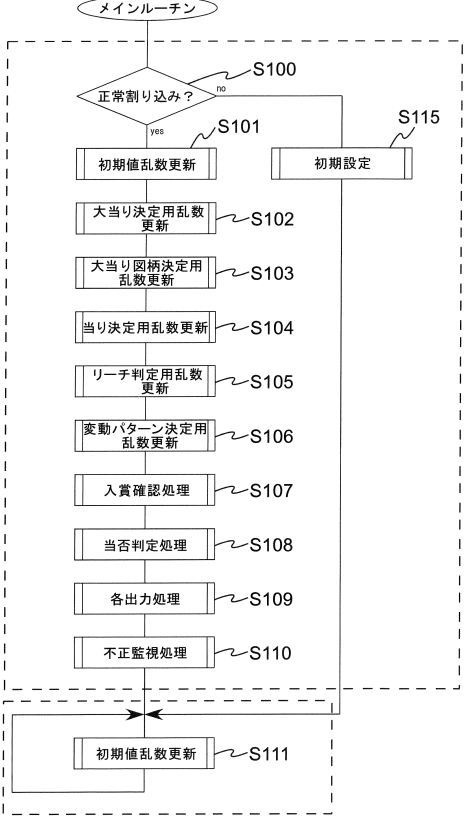 メインルーチン
S100
正常割り込み？
no
yes
S101
S115
初期値乱数更新
初期設定
大当り決定用乱数
更新
S102
大当り図柄決定用
乱数更新
S103
当り決定用乱数更新
S104
リーチ判定用乱数
更新
S105
変動パターン決定用
乱数更新
S106
入賞確認処理
S107
当否判定処理
S108
各出力処理
S109
不正監視処理
S110
初期値乱数更新
S111